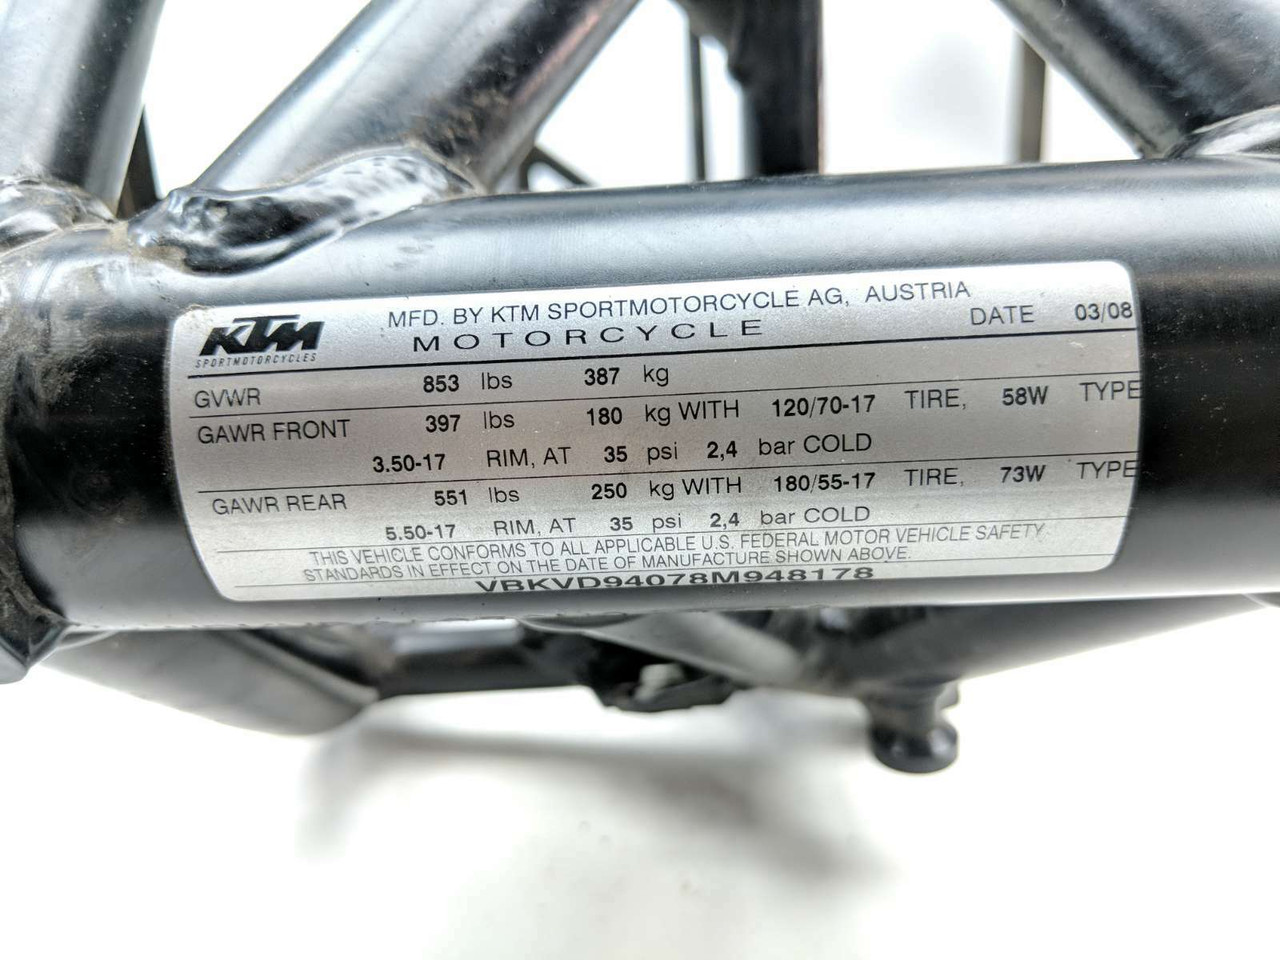 KTM
SPORTMOTORCYCLES
MFD. BY KTM SPORTMOTORCYCLE AG, AUSTRIA
MOTORCYCLE DATE 03/08
GVWR 853 lbs 387 kg
GAWR FRONT 397 lbs 180 kg WITH 120/70-17 TIRE, 58W TYPE
3.50-17 RIM, AT 35 psi 2,4 bar COLD
GAWR REAR 551 lbs 250 kg WITH 180/55-17 TIRE, 73W TYPE
5.50-17 RIM, AT 35 psi 2,4 bar COLD
THIS VEHICLE CONFORMS TO ALL APPLICABLE U.S. FEDERAL MOTOR VEHICLE SAFETY
STANDARDS IN EFFECT ON THE DATE OF MANUFACTURE SHOWN ABOVE.
VBKVD94078M948178